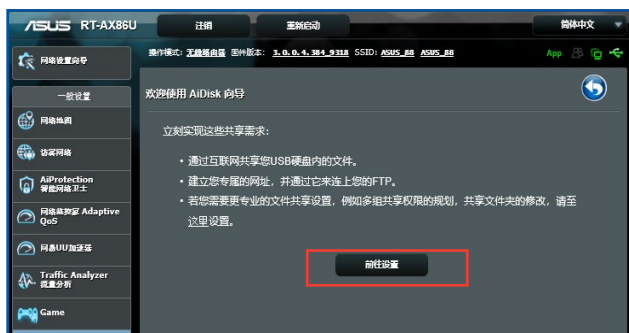 ASUS RT-AX86U 注销 重新启动 简体中文
操作模式: 无线路由器 固件版本: 3.0.0.4.384_9318 SSID: ASUS_88 ASUS_88 App
网络设置向导
一般设置
欢迎使用 AiDisk 向导
网络地图
立刻实现这些共享需求:
访客网络
• 通过互联网共享您USB硬盘内的文件。
AiProtection
智能网络卫士
• 建立您专属的网址，并通过它来连上您的FTP。
网络监控家 Adaptive
QoS
• 若您需要更专业的文件共享设置，例如多组共享权限的规划，共享文件夹的修改，请至
这里设置。
网易UU加速器
前往设置
Traffic Analyzer
流量分析
Game